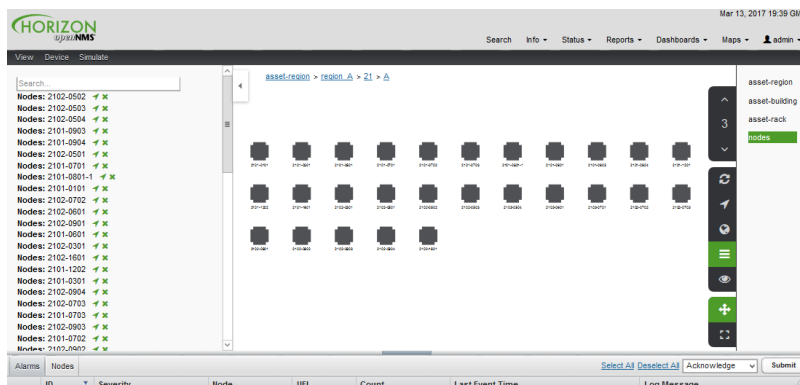 Mar 13, 2017 19:39
HORIZON
openNMS
Search Info Status Reports Dashboards Maps admin
View Device Simulate
Search...
asset-region > region_A > 21 > A
Nodes: 2102-0502
Nodes: 2102-0503
Nodes: 2102-0504
Nodes: 2101-0903
Nodes: 2101-0904
Nodes: 2102-0501
Nodes: 2101-0701
Nodes: 2101-0801-1
Nodes: 2101-0101
Nodes: 2102-0702
Nodes: 2102-0601
Nodes: 2102-0901
Nodes: 2101-0601
Nodes: 2102-0301
Nodes: 2102-1601
Nodes: 2101-1202
Nodes: 2101-0301
Nodes: 2102-0904
Nodes: 2102-0703
Nodes: 2101-0703
Nodes: 2102-0903
Nodes: 2101-0702
Nodes: 2102-0902
3
asset-region
asset-building
asset-rack
nodes
Alarms Nodes Select All Deselect All Acknowledge Submit
ID Severity Node UEI Count Last Event Time Log Message